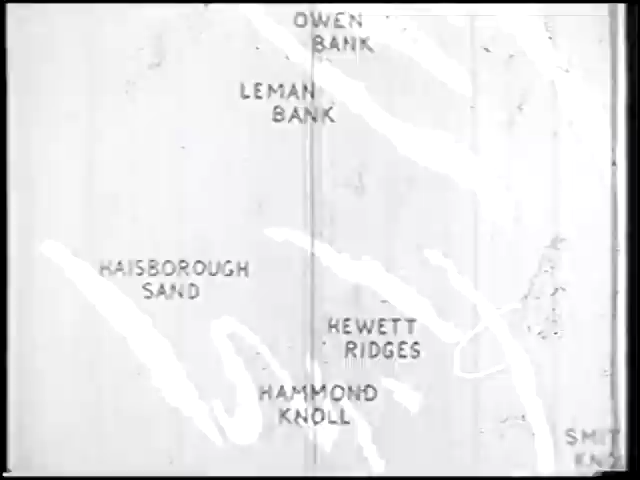 OWEN
BANK
LEMAN
BANK
HAISBOROUGH
SAND
HEWETT
RIDGES
HAMMOND
KNOLL